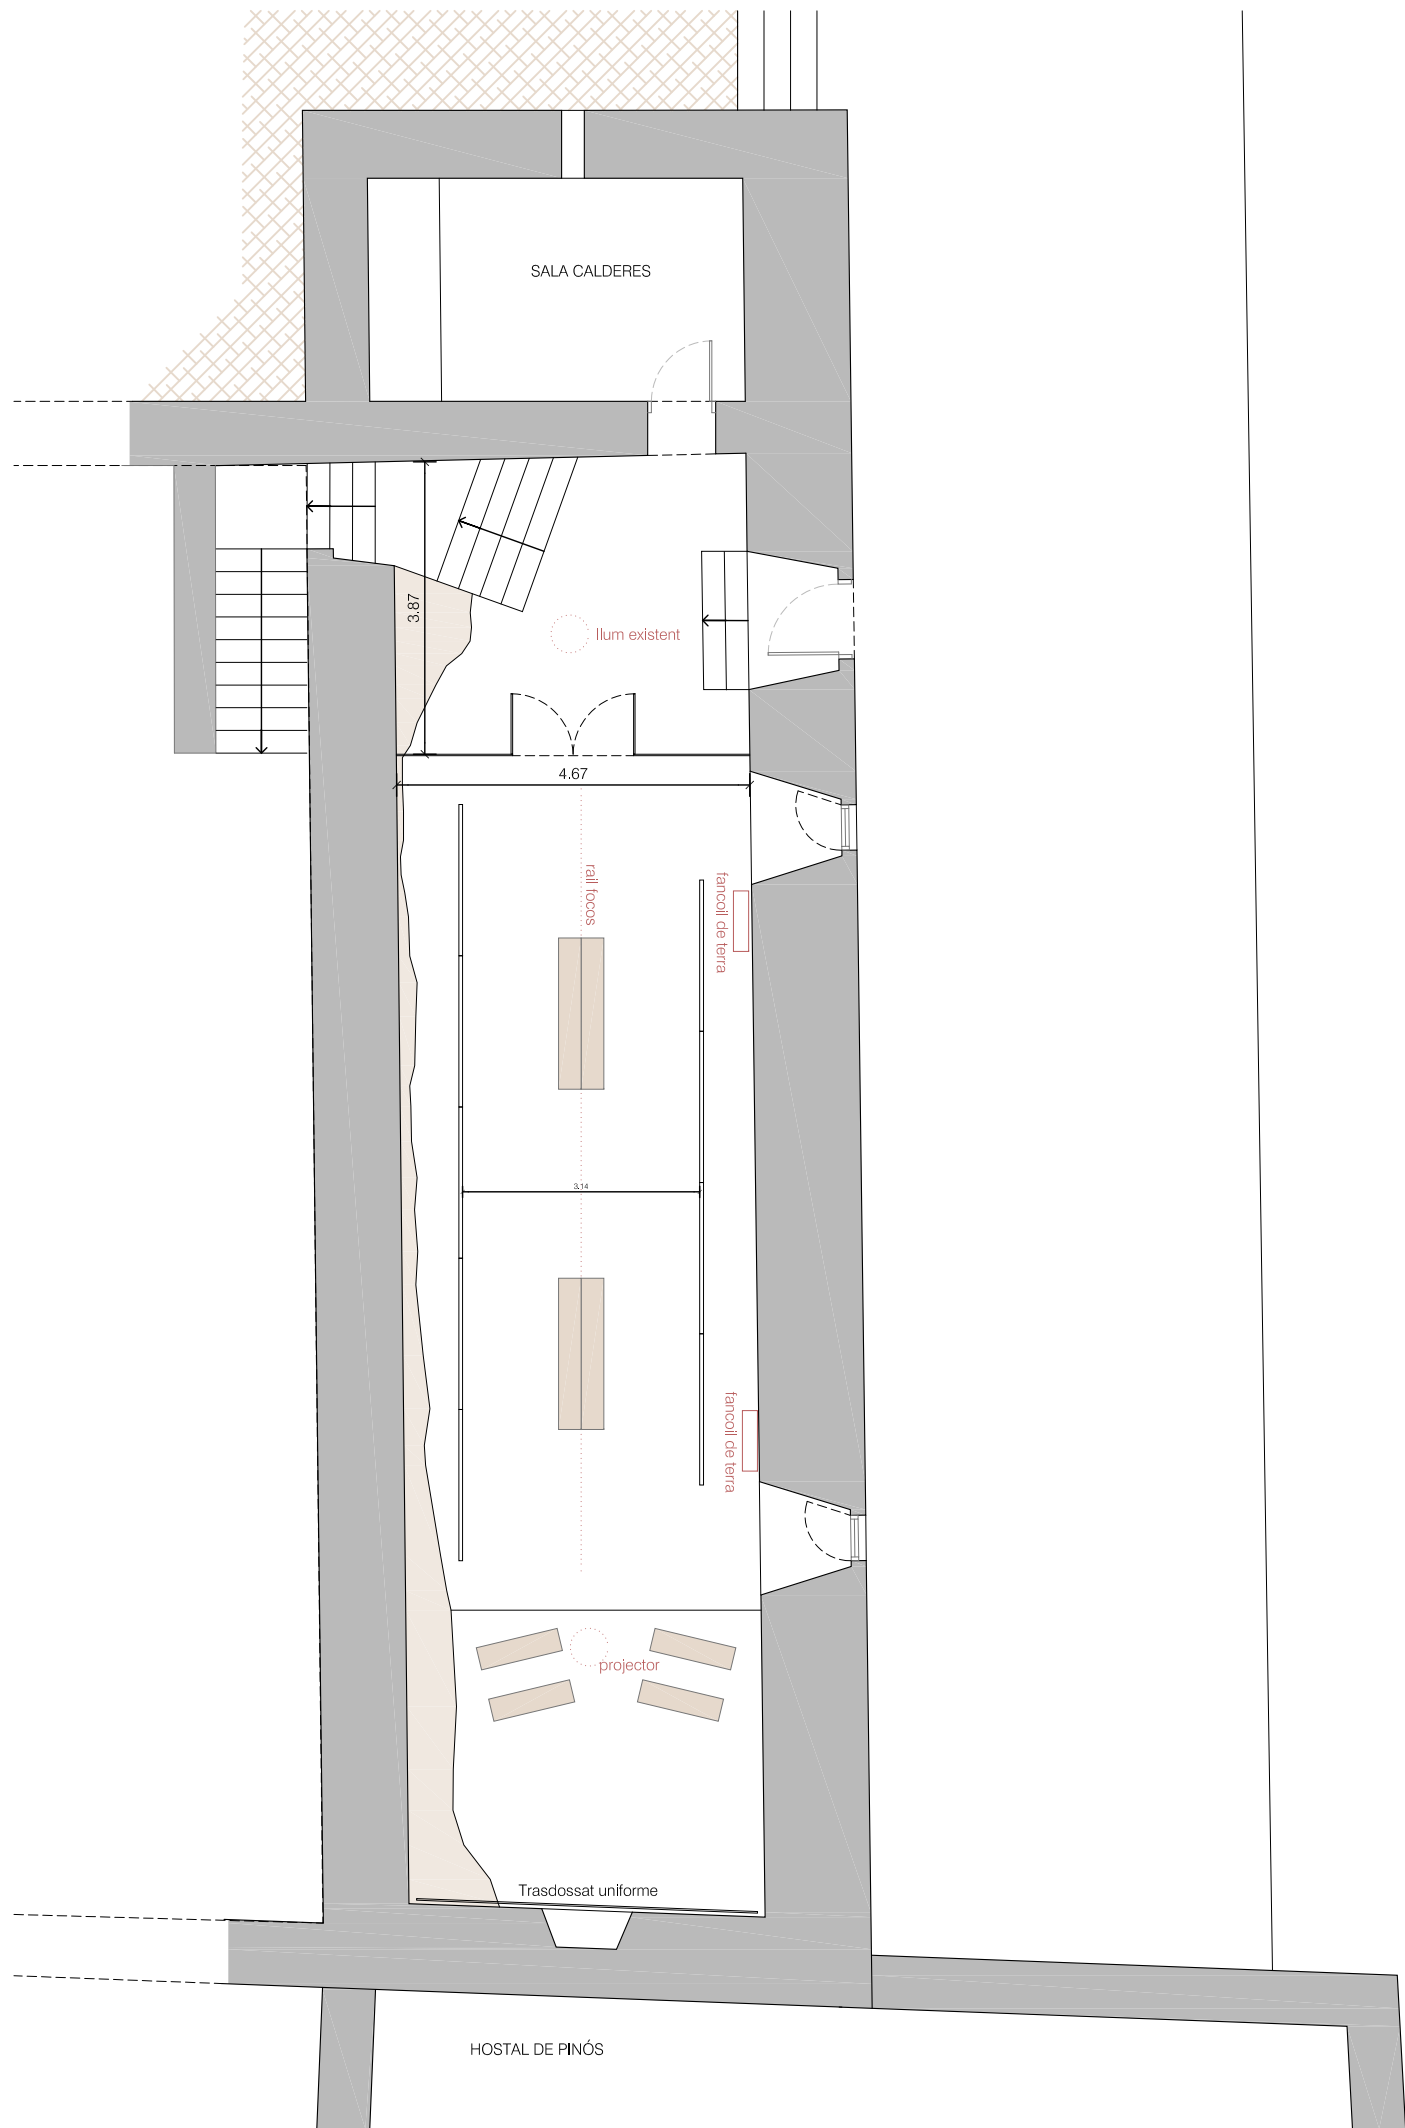 SALA CALDERES
3.87
llum existent
4.67
rail focos
fancoil de terra
3.14
fancoil de terra
projector
Trasdossat uniforme
HOSTAL DE PINÓS